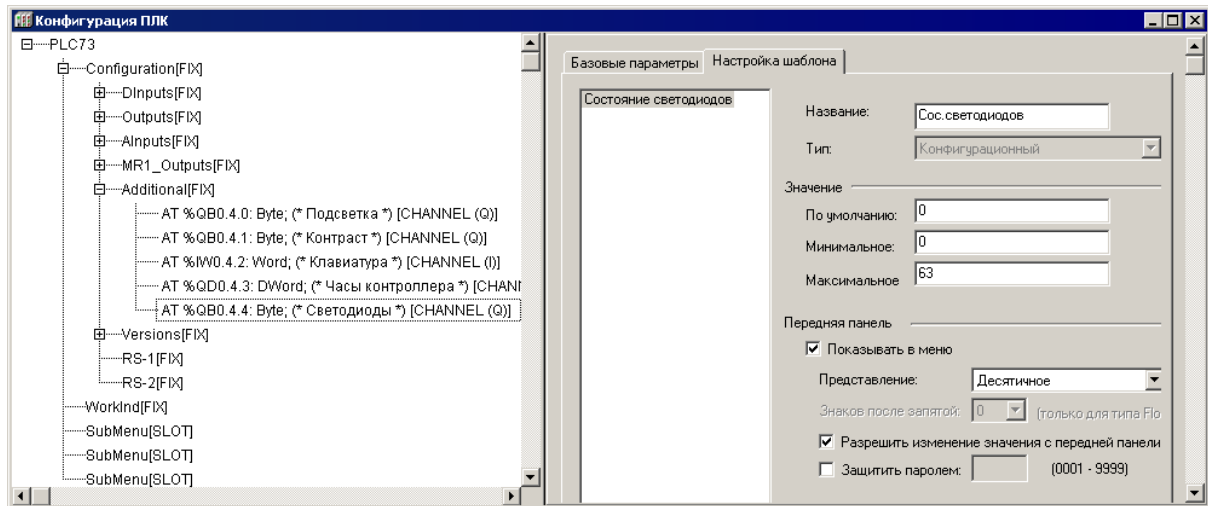 Конфигурация ПЛК
PLC73
Configuration[FIX]
DInputs[FIX]
Outputs[FIX]
AInputs[FIX]
MR1_Outputs[FIX]
Additional[FIX]
AT %QB0.4.0: Byte; (* Подсветка *) [CHANNEL (Q)]
AT %QB0.4.1: Byte; (* Контраст *) [CHANNEL (Q)]
AT %IW0.4.2: Word; (* Клавиатура *) [CHANNEL (I)]
AT %QD0.4.3: DWord; (* Часы контроллера *) [CHAN
AT %QB0.4.4: Byte; (* Светодиоды *) [CHANNEL (Q)]
Versions[FIX]
RS-1[FIX]
RS-2[FIX]
WorkInd[FIX]
SubMenu[SLOT]
SubMenu[SLOT]
SubMenu[SLOT]
Базовые параметры Настройка шаблона
Состояние светодиодов
Название: Сос.светодиодов
Тип: Конфигурационный
Значение
По умолчанию: 0
Минимальное: 0
Максимальное 63
Передняя панель
Показывать в меню
Представление: Десятичное
Знаков после запятой: 0 (только для типа Flo
Разрешить изменение значения с передней панели
Защитить паролем: (0001 - 9999)